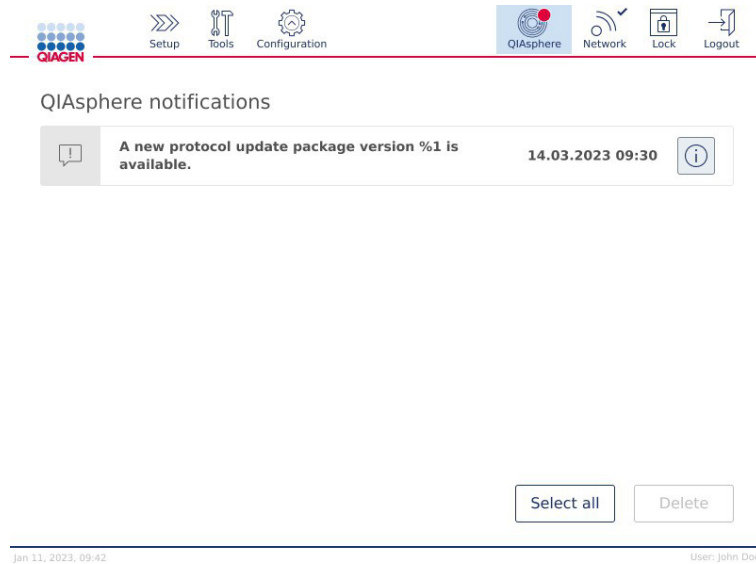 Setup Tools Configuration QIAsphere Network Lock Logout
QIAGEN
QIAsphere notifications
A new protocol update package version %1 is
available.
14.03.2023 09:30
Select all Delete
Jan 11, 2023, 09:42 User: John Do